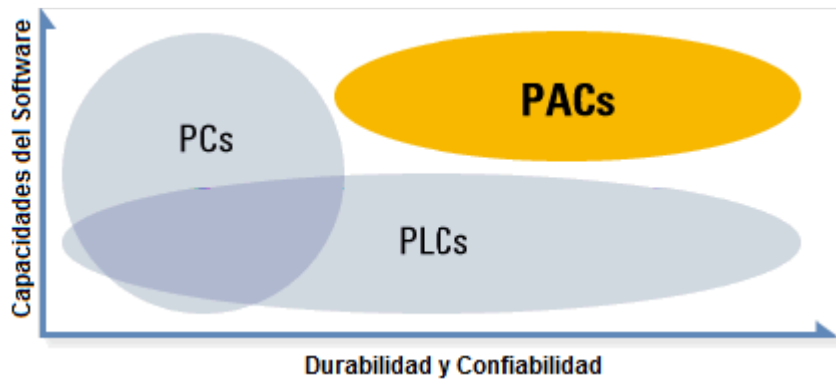 Capacidades del Software
PACs
PCs
PLCs
Durabilidad y Confiabilidad